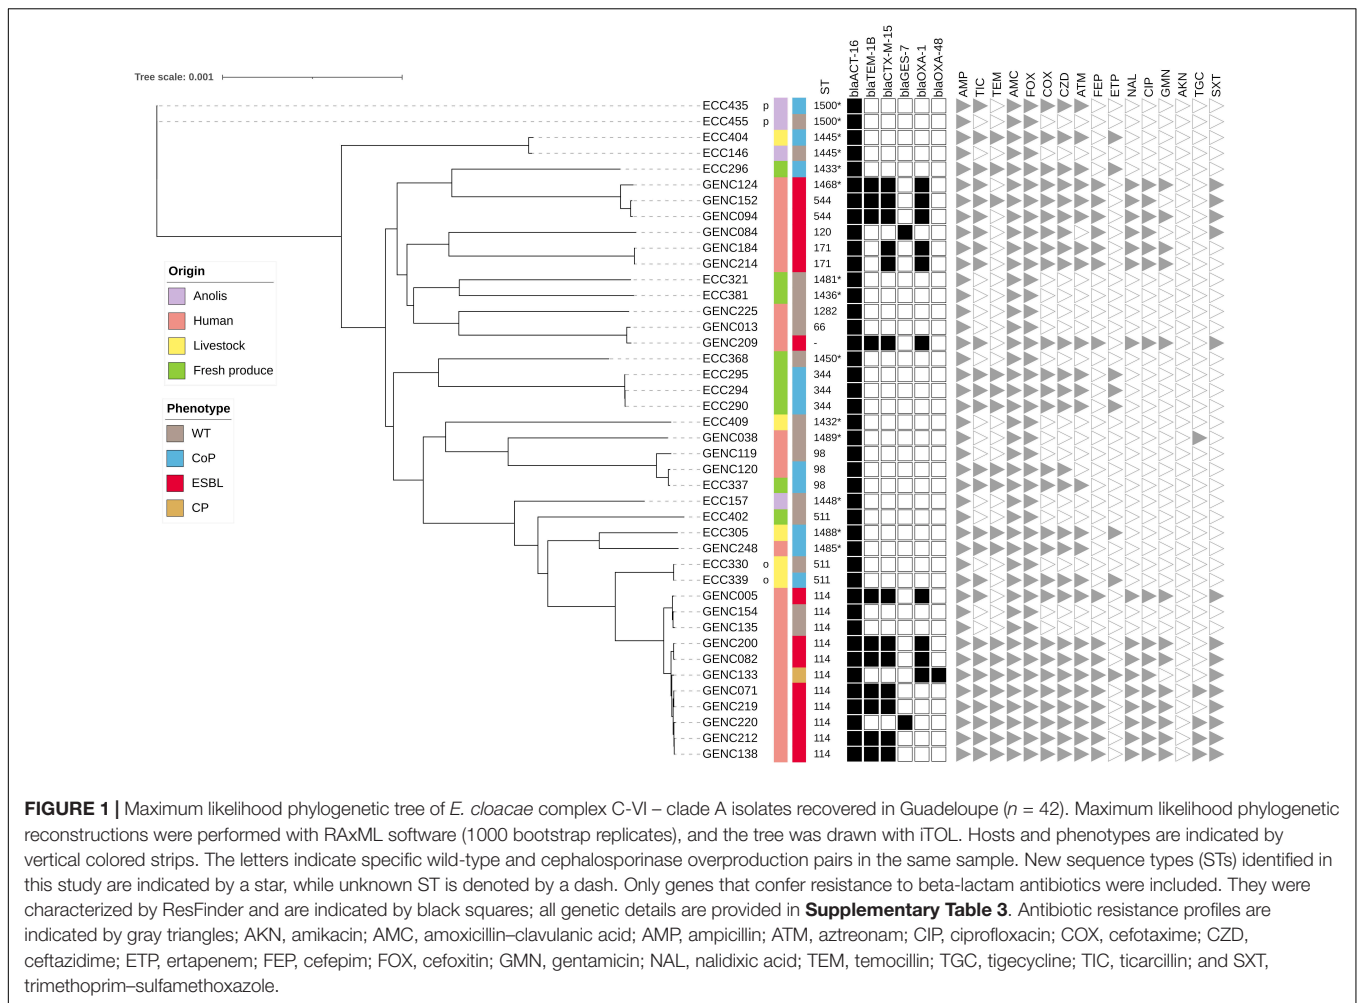 Tree scale: 0.001
ST
blaACT-16
blaTEM-1B
blaCTX-M-15
blaGES-7
blaOXA-1
blaOXA-48
AMP
TIC
TEM
AMC
FOX
COX
CZD
ATM
FEP
ETP
NAL
CIP
GMN
AKN
TGC
SXT
ECC435 p 1500*
ECC455 p 1500*
ECC404 1445*
ECC146 1445*
ECC296 1433*
GENC124 1468*
GENC152 544
GENC094 544
GENC084 120
GENC184 171
GENC214 171
ECC321 1481*
ECC381 1436*
GENC225 1282
GENC013 66
GENC209 -
ECC368 1450*
ECC295 344
ECC294 344
ECC290 344
ECC409 1432*
GENC038 1489*
GENC119 98
GENC120 98
ECC337 98
ECC157 1448*
ECC402 511
ECC305 1488*
GENC248 1485*
ECC330 o 511
ECC339 o 511
GENC005 114
GENC154 114
GENC135 114
GENC200 114
GENC082 114
GENC133 114
GENC071 114
GENC219 114
GENC220 114
GENC212 114
GENC138 114
Origin
Anolis
Human
Livestock
Fresh produce
Phenotype
WT
CoP
ESBL
CP
FIGURE 1 | Maximum likelihood phylogenetic tree of E. cloacae complex C-VI – clade A isolates recovered in Guadeloupe (n = 42). Maximum likelihood phylogenetic
reconstructions were performed with RAxML software (1000 bootstrap replicates), and the tree was drawn with iTOL. Hosts and phenotypes are indicated by
vertical colored strips. The letters indicate specific wild-type and cephalosporinase overproduction pairs in the same sample. New sequence types (STs) identified in
this study are indicated by a star, while unknown ST is denoted by a dash. Only genes that confer resistance to beta-lactam antibiotics were included. They were
characterized by ResFinder and are indicated by black squares; all genetic details are provided in Supplementary Table 3. Antibiotic resistance profiles are
indicated by gray triangles; AKN, amikacin; AMC, amoxicillin–clavulanic acid; AMP, ampicillin; ATM, aztreonam; CIP, ciprofloxacin; COX, cefotaxime; CZD,
ceftazidime; ETP, ertapenem; FEP, cefepim; FOX, cefoxitin; GMN, gentamicin; NAL, nalidixic acid; TEM, temocillin; TGC, tigecycline; TIC, ticarcillin; and SXT,
trimethoprim–sulfamethoxazole.